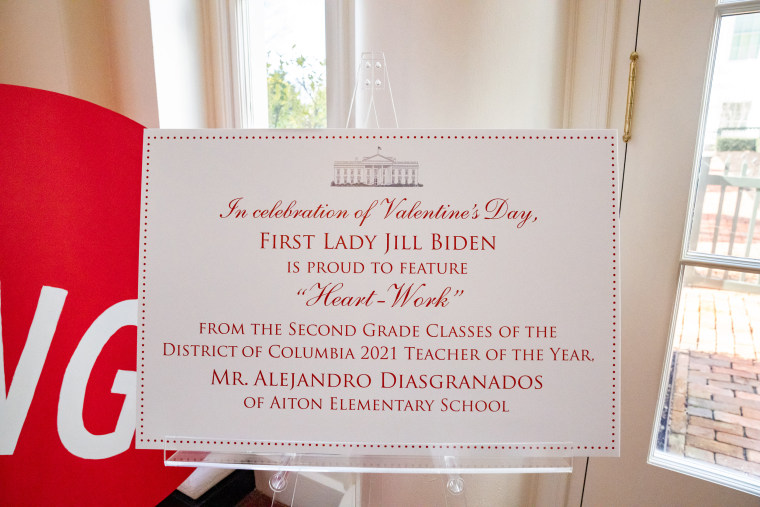 In celebration of Valentine's Day,
FIRST LADY JILL BIDEN
IS PROUD TO FEATURE
"Heart-Work"
FROM THE SECOND GRADE CLASSES OF THE
DISTRICT OF COLUMBIA 2021 TEACHER OF THE YEAR,
MR. ALEJANDRO DIASGRANADOS
OF AITON ELEMENTARY SCHOOL
NG